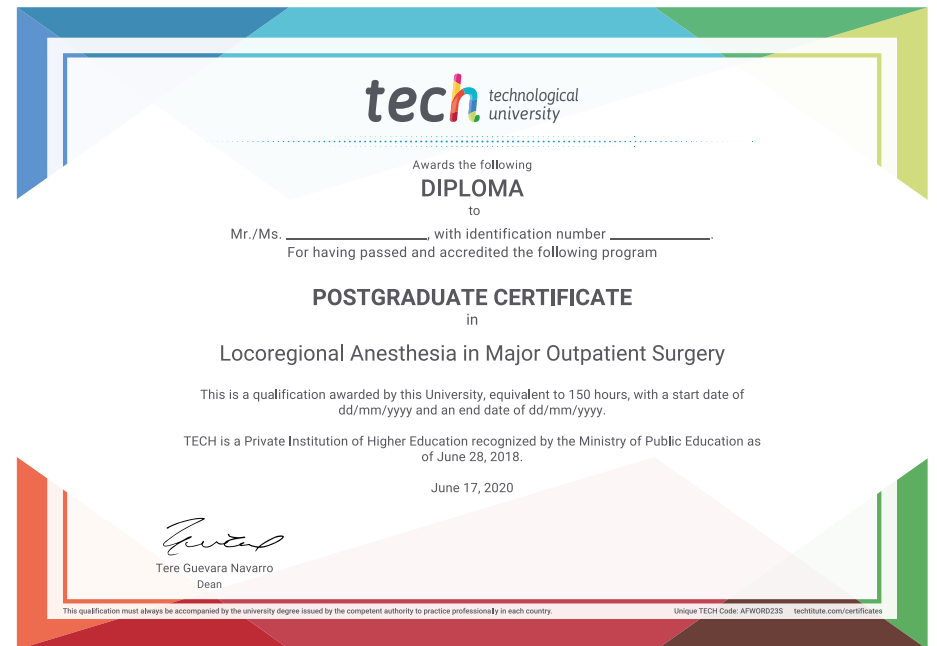 tech technological
university
Awards the following
DIPLOMA
to
Mr./Ms. ____________________, with identification number ______________.
For having passed and accredited the following program
POSTGRADUATE CERTIFICATE
in
Locoregional Anesthesia in Major Outpatient Surgery
This is a qualification awarded by this University, equivalent to 150 hours, with a start date of
dd/mm/yyyy and an end date of dd/mm/yyyy.
TECH is a Private Institution of Higher Education recognized by the Ministry of Public Education as
of June 28, 2018.
June 17, 2020
Tere Guevara Navarro
Dean
This qualification must always be accompanied by the university degree issued by the competent authority to practice professionally in each country.
Unique TECH Code: AFWORD23S techtitute.com/certificates